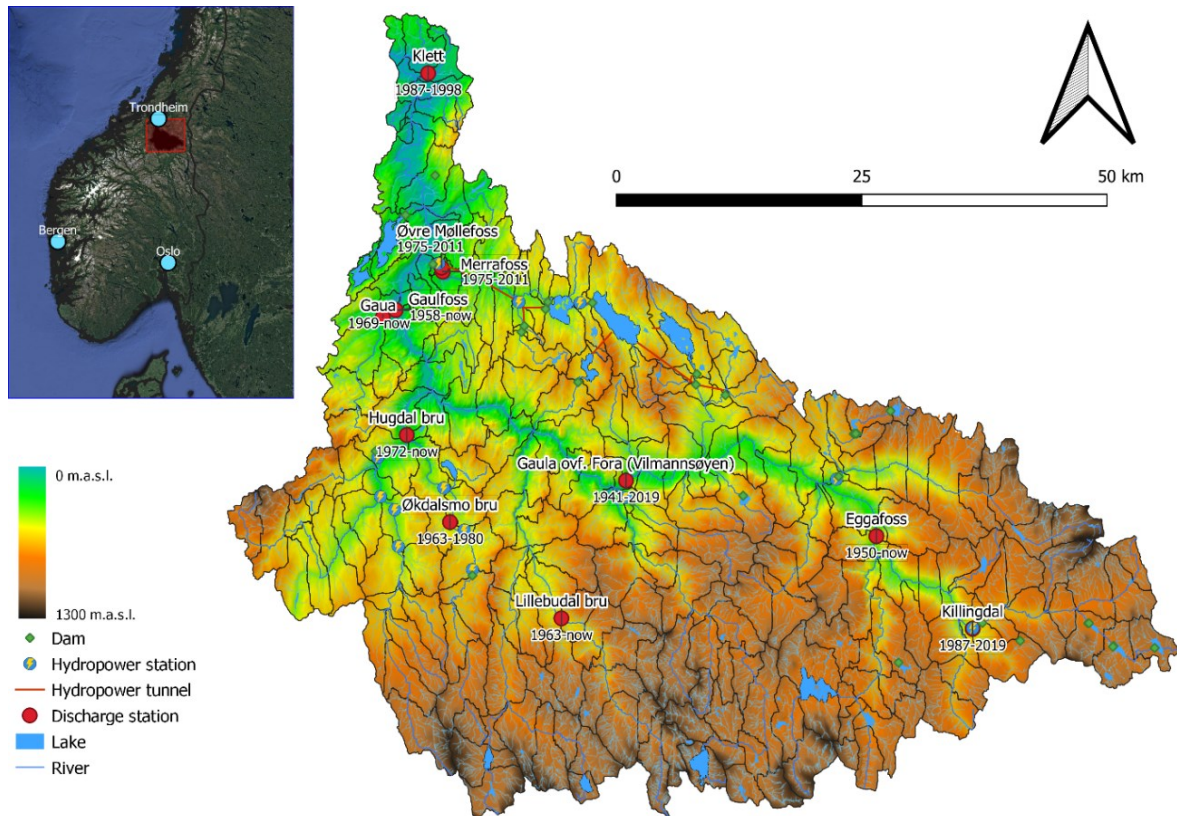 Trondheim
Bergen
Oslo
Klett
1987-1998
0
25
50 km
Øvre Møllefoss
1975-2011
Merrafoss
1975-2011
Gaua
1969-now
Gaulfoss
1958-now
Hugdal bru
1972-now
Gaula ovf. Fora (Vilmannsøyen)
1941-2019
Økdalsmo bru
1963-1980
Eggafoss
1950-now
Lillebudal bru
1963-now
Killingdal
1987-2019
0 m.a.s.l.
1300 m.a.s.l.
Dam
Hydropower station
Hydropower tunnel
Discharge station
Lake
River